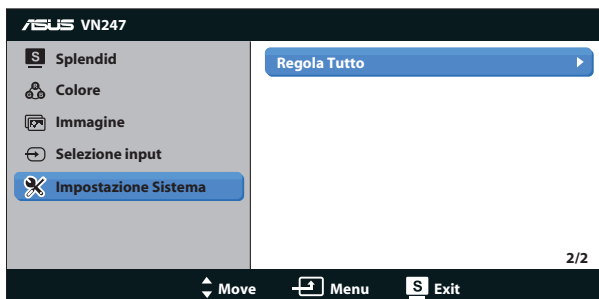 ASUS VN247
S Splendid
Colore
Immagine
Selezione input
Impostazione Sistema
Regola Tutto
2/2
Move Menu S Exit